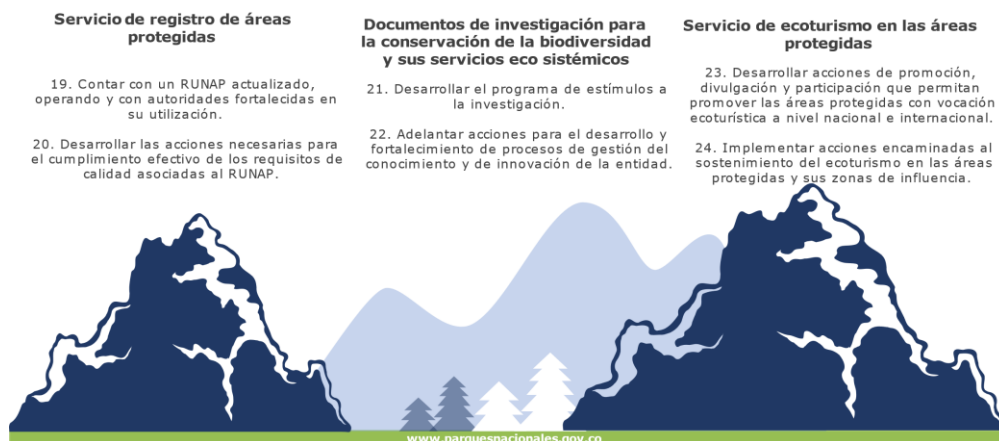 Servicio de registro de áreas
protegidas
19. Contar con un RUNAP actualizado,
operando y con autoridades fortalecidas en
su utilización.
20. Desarrollar las acciones necesarias para
el cumplimiento efectivo de los requisitos de
calidad asociadas al RUNAP.
Documentos de investigación para
la conservación de la biodiversidad
y sus servicios eco sistémicos
21. Desarrollar el programa de estímulos a
la investigación.
22. Adelantar acciones para el desarrollo y
fortalecimiento de procesos de gestión del
conocimiento y de innovación de la entidad.
Servicio de ecoturismo en las áreas
protegidas
23. Desarrollar acciones de promoción,
divulgación y participación que permitan
promover las áreas protegidas con vocación
ecoturística a nivel nacional e internacional.
24. Implementar acciones encaminadas al
sostenimiento del ecoturismo en las áreas
protegidas y sus zonas de influencia.
www.parquesnacionales.gov.co